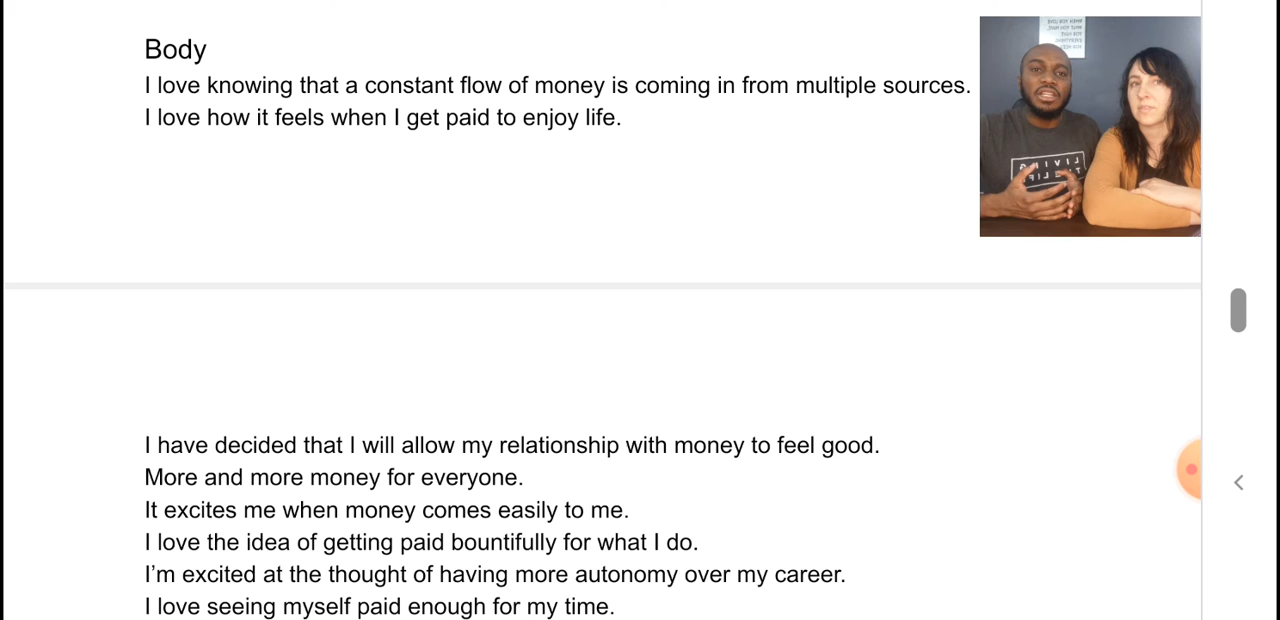 Body
I love knowing that a constant flow of money is coming in from multiple sources.
I love how it feels when I get paid to enjoy life.
I have decided that I will allow my relationship with money to feel good.
More and more money for everyone.
It excites me when money comes easily to me.
I love the idea of getting paid bountifully for what I do.
I’m excited at the thought of having more autonomy over my career.
I love seeing myself paid enough for my time.